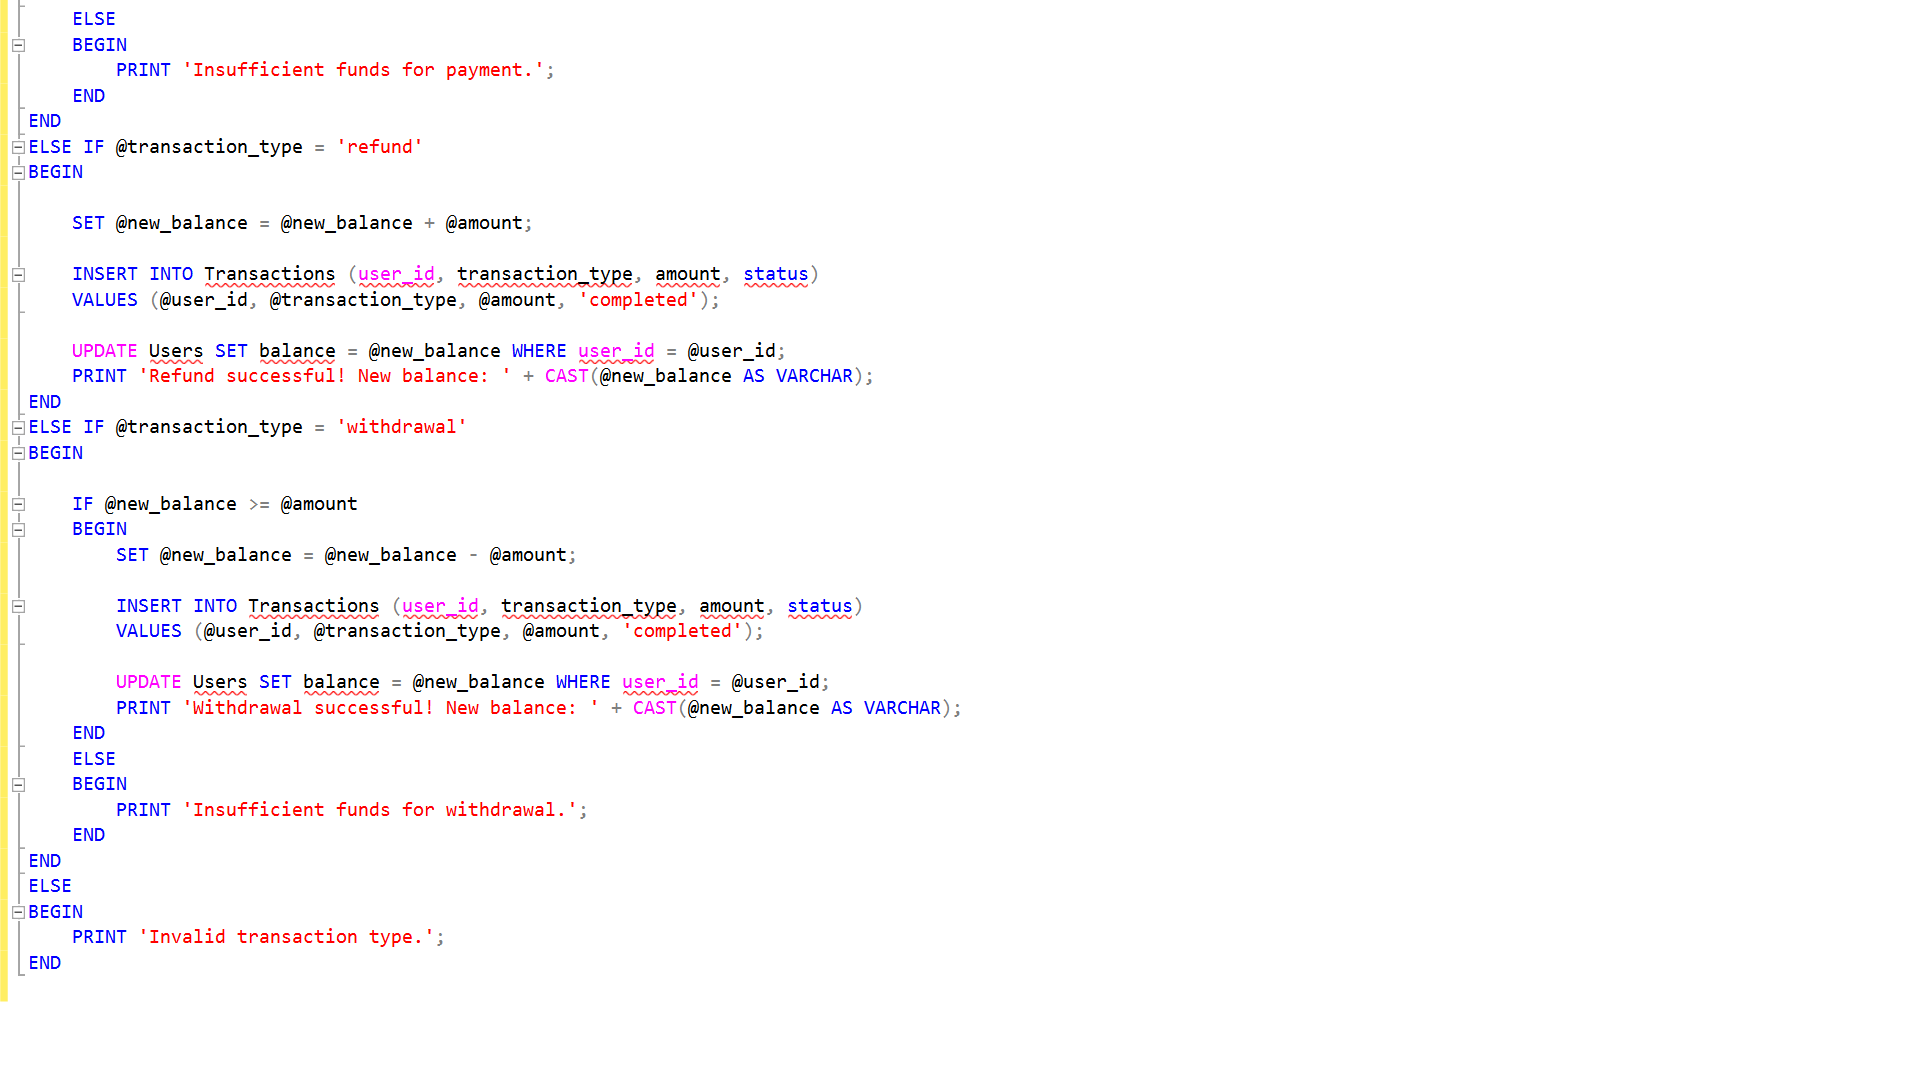 ELSE
BEGIN
PRINT 'Insufficient funds for payment.';
END
END
ELSE IF @transaction_type = 'refund'
BEGIN
SET @new_balance = @new_balance + @amount;
INSERT INTO Transactions (user_id, transaction_type, amount, status)
VALUES (@user_id, @transaction_type, @amount, 'completed');
UPDATE Users SET balance = @new_balance WHERE user_id = @user_id;
PRINT 'Refund successful! New balance: ' + CAST(@new_balance AS VARCHAR);
END
ELSE IF @transaction_type = 'withdrawal'
BEGIN
IF @new_balance >= @amount
BEGIN
SET @new_balance = @new_balance - @amount;
INSERT INTO Transactions (user_id, transaction_type, amount, status)
VALUES (@user_id, @transaction_type, @amount, 'completed');
UPDATE Users SET balance = @new_balance WHERE user_id = @user_id;
PRINT 'Withdrawal successful! New balance: ' + CAST(@new_balance AS VARCHAR);
END
ELSE
BEGIN
PRINT 'Insufficient funds for withdrawal.';
END
END
ELSE
BEGIN
PRINT 'Invalid transaction type.';
END